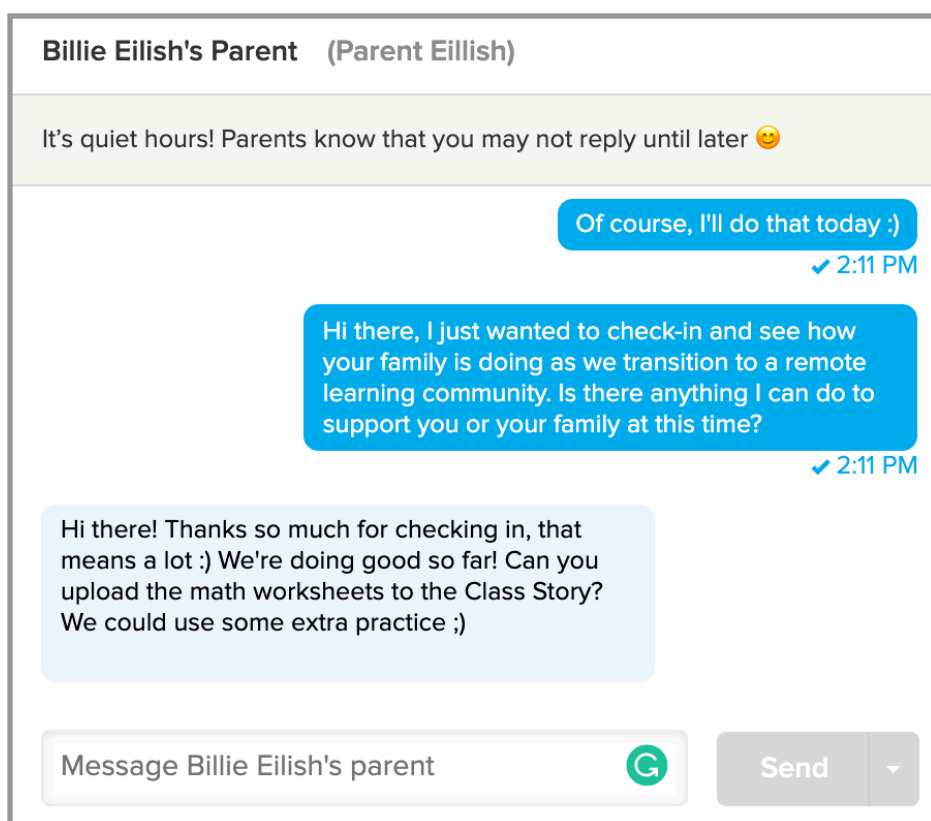 Billie Eilish's Parent (Parent Eillish)
It's quiet hours! Parents know that you may not reply until later 😊
Of course, I'll do that today :)
✔ 2:11 PM
Hi there, I just wanted to check-in and see how
your family is doing as we transition to a remote
learning community. Is there anything I can do to
support you or your family at this time?
✔ 2:11 PM
Hi there! Thanks so much for checking in, that
means a lot :) We're doing good so far! Can you
upload the math worksheets to the Class Story?
We could use some extra practice ;)
Message Billie Eilish's parent
Send